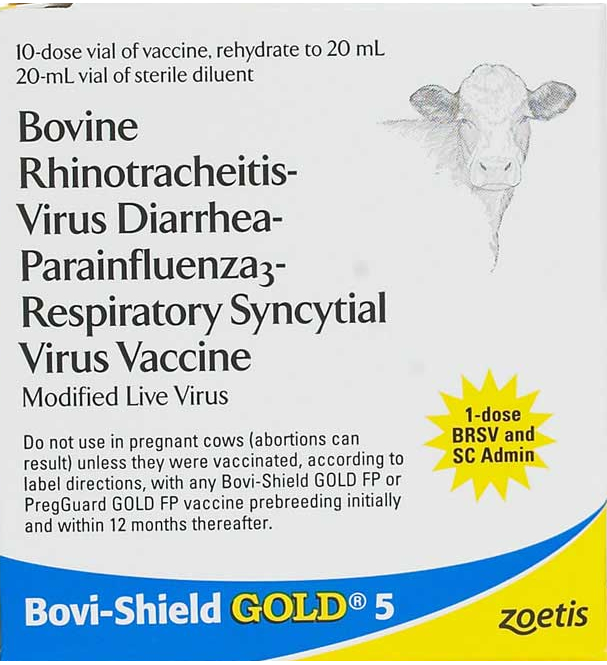 10-dose vial of vaccine, rehydrate to 20 mL
20-mL vial of sterile diluent
Bovine
Rhinotracheitis-
Virus Diarrhea-
Parainfluenza3-
Respiratory Syncytial
Virus Vaccine
Modified Live Virus
Do not use in pregnant cows (abortions can
result) unless they were vaccinated, according to
label directions, with any Bovi-Shield GOLD FP or
PregGuard GOLD FP vaccine prebreeding initially
and within 12 months thereafter.
1-dose
BRSV and
SC Admin
Bovi-Shield GOLD® 5
zoetis